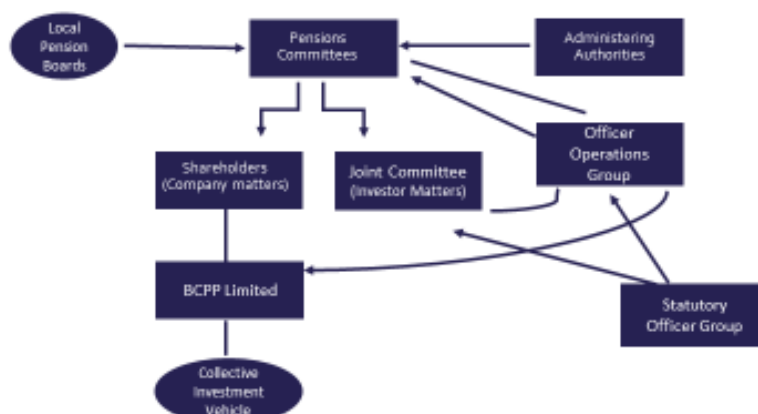 Local
Pension
Boards
Pensions
Committees
Administering
Authorities
Officer
Operations
Group
Shareholders
(Company matters)
Joint Committee
(Investor Matters)
BCPP Limited
Statutory
Officer Group
Collective
Investment
Vehicle